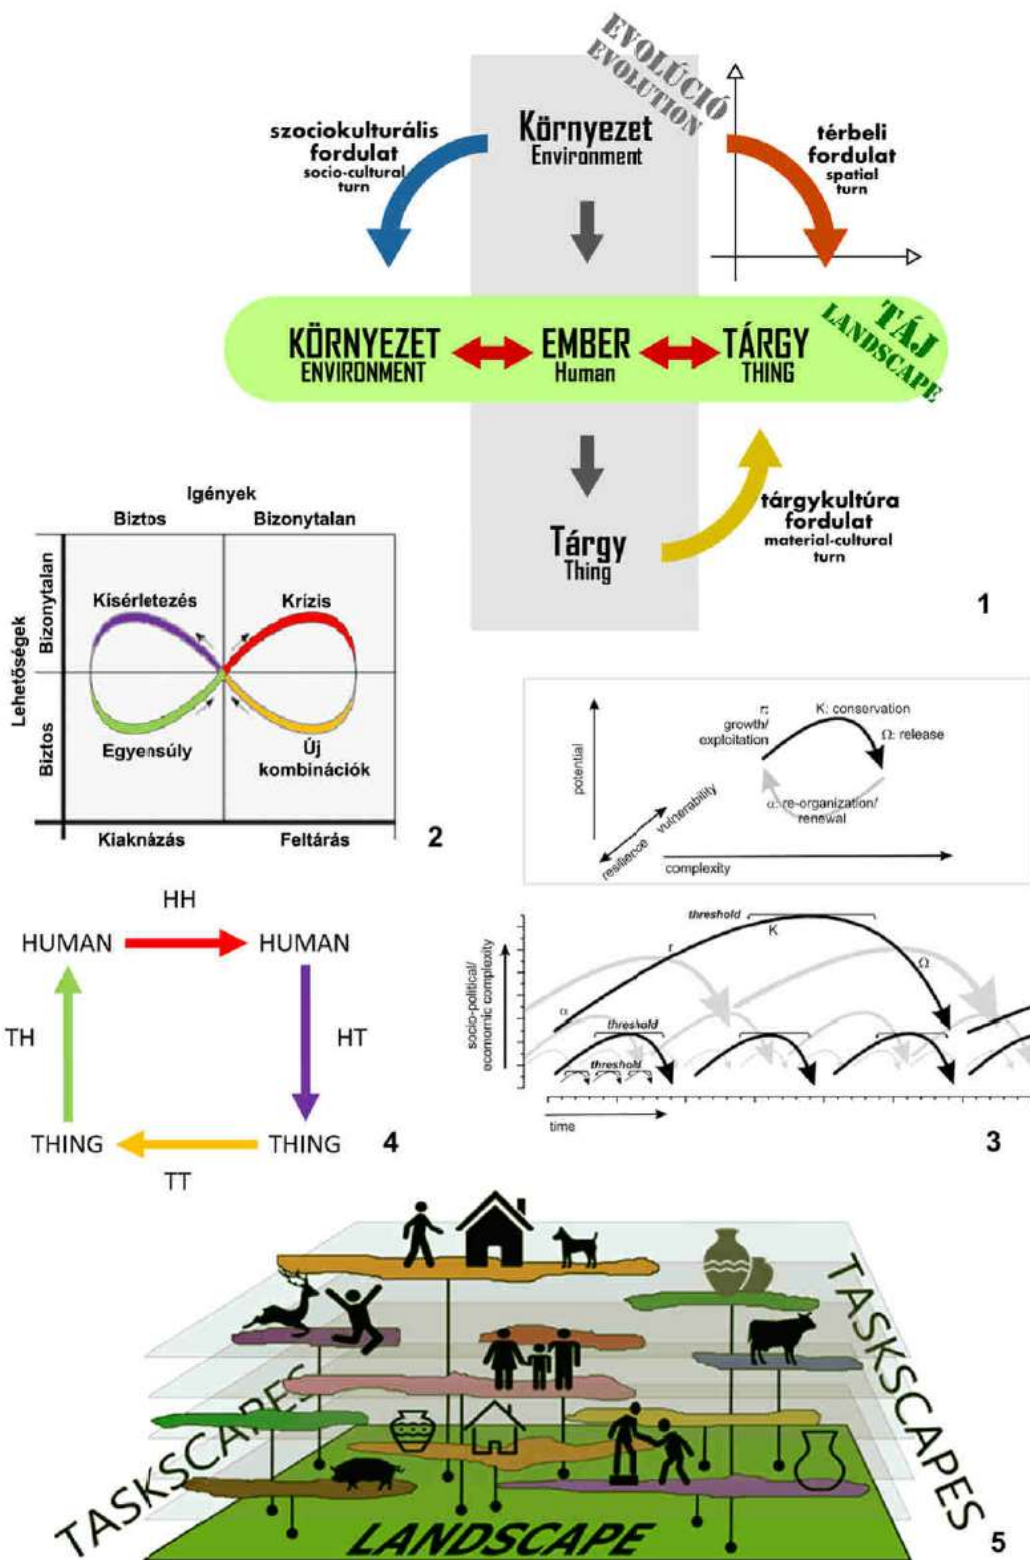 EVOLÚCIÓ
EVOLUTION
Környezet
Environment
szociokulturális
fordulat
socio-cultural
turn
térbeli
fordulat
spatial
turn
KÖRNYEZET
ENVIRONMENT
EMBER
Human
TÁRGY
THING
TÁJ
LANDSCAPE
Tárgy
Thing
tárgykultúra
fordulat
material-cultural
turn
1
Igények
Biztos
Bizonytalan
Lehetőségek
Bizonytalan
Biztos
Kísérletezés
Krízis
Egyensúly
Új
kombinációk
Kiaknázás
Feltárás
2
potential
r:
growth/
exploitation
K: conservation
Ω: release
α: re-organization/
renewal
vulnerability
resilience
complexity
socio-political/
ecomomic complexity
threshold
K
r
Ω
α
threshold
threshold
time
3
HH
HUMAN
HUMAN
TH
HT
THING
THING
TT
4
TASKSCAPES
TASKSCAPES
LANDSCAPE
5